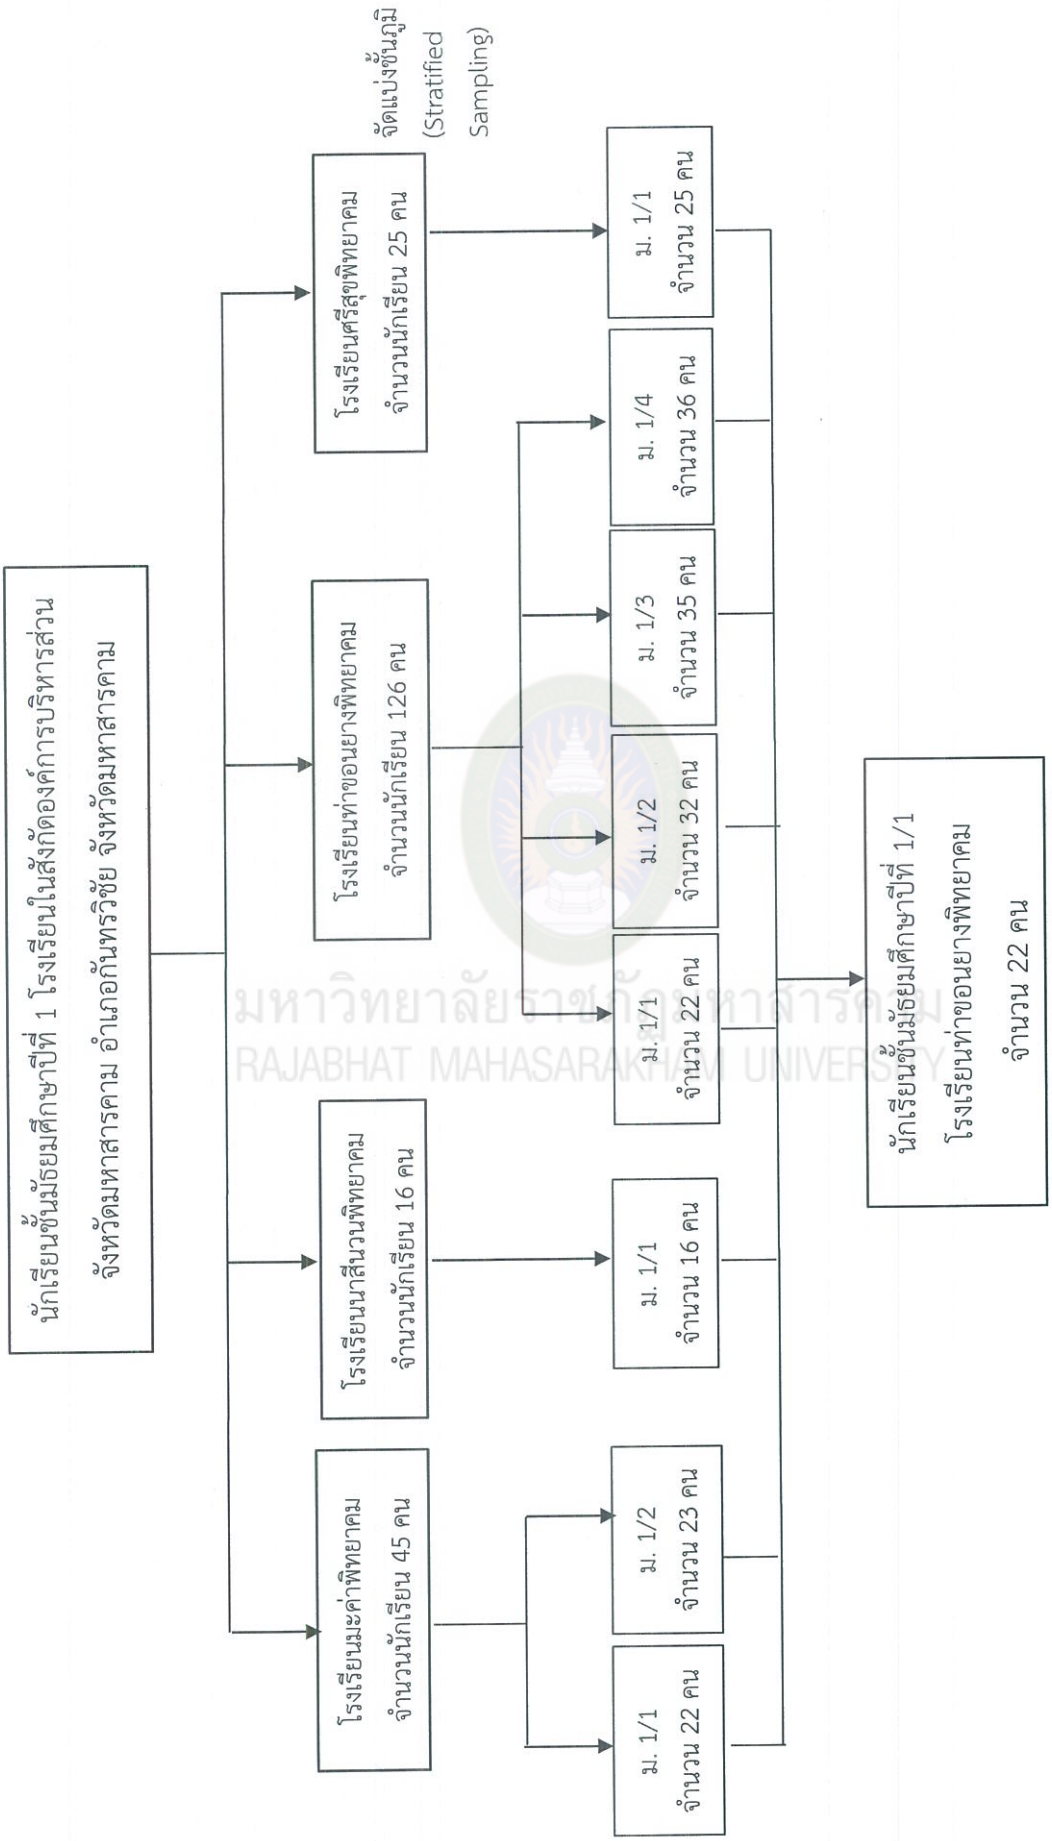 นักเรียนชั้นมัธยมศึกษาปีที่ 1 โรงเรียนในสังกัดองค์การบริหารส่วน
จังหวัดมหาสารคาม อำเภอกันทรวิชัย จังหวัดมหาสารคาม
โรงเรียนมะค่าพิทยาคม
จำนวนนักเรียน 45 คน
โรงเรียนนาสีนวนพิทยาคม
จำนวนนักเรียน 16 คน
โรงเรียนท่าขอนยางพิทยาคม
จำนวนนักเรียน 126 คน
โรงเรียนศรีสุขพิทยาคม
จำนวนนักเรียน 25 คน
จัดแบ่งชั้นภูมิ
(Stratified
Sampling)
ม. 1/1
จำนวน 22 คน
ม. 1/2
จำนวน 23 คน
ม. 1/1
จำนวน 16 คน
ม. 1/1
จำนวน 22 คน
ม. 1/2
จำนวน 32 คน
ม. 1/3
จำนวน 35 คน
ม. 1/4
จำนวน 36 คน
ม. 1/1
จำนวน 25 คน
มหาวิทยาลัยราชภัฏมหาสารคาม
RAJABHAT MAHASARAKHAM UNIVERSITY
นักเรียนชั้นมัธยมศึกษาปีที่ 1/1
โรงเรียนท่าขอนยางพิทยาคม
จำนวน 22 คน